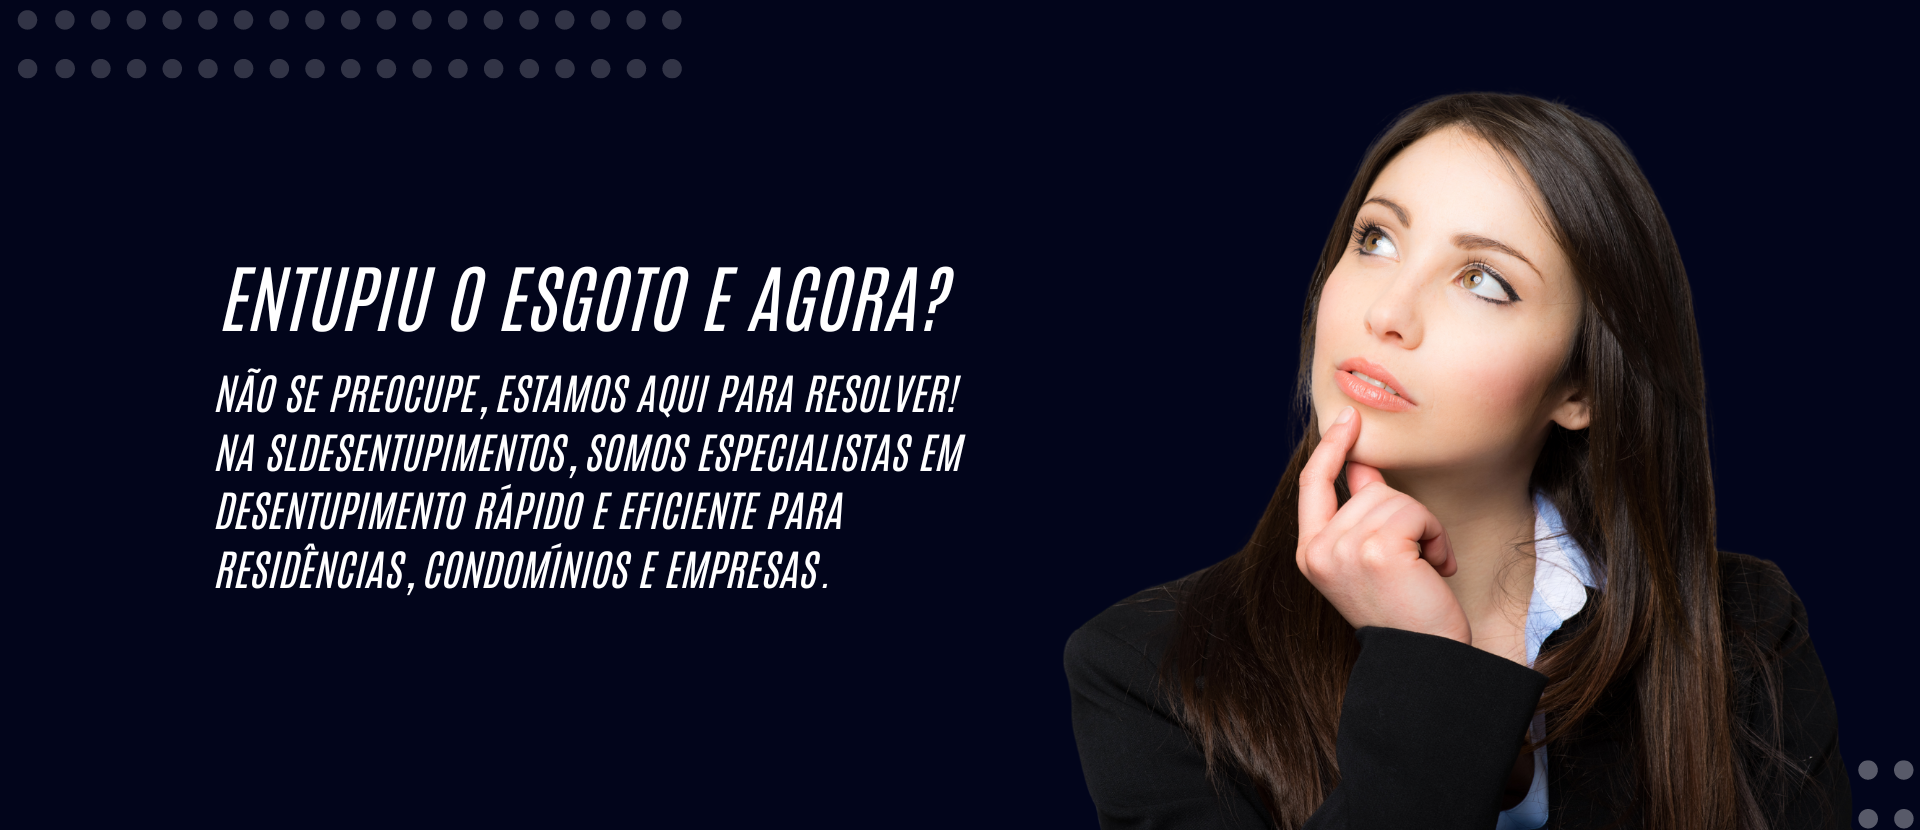 ENTUPIU O ESGOTO E AGORA?
NÃO SE PREOCUPE, ESTAMOS AQUI PARA RESOLVER!
NA SLDESENTUPIMENTOS, SOMOS ESPECIALISTAS EM
DESENTUPIMENTO RÁPIDO E EFICIENTE PARA
RESIDÊNCIAS, CONDOMÍNIOS E EMPRESAS.